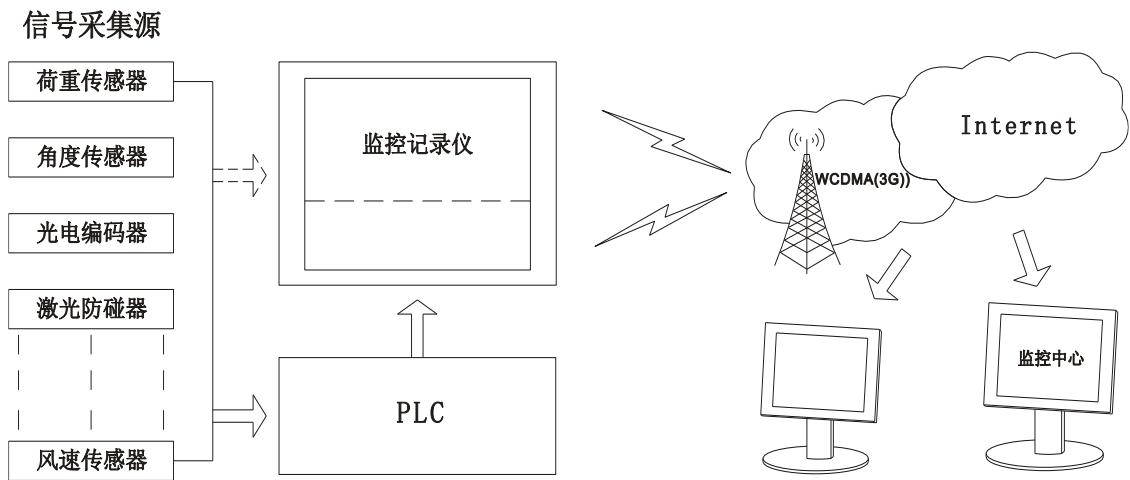 信号采集源
荷重传感器
角度传感器
光电编码器
激光防碰器
风速传感器
监控记录仪
PLC
WCDMA(3G))
Internet
监控中心